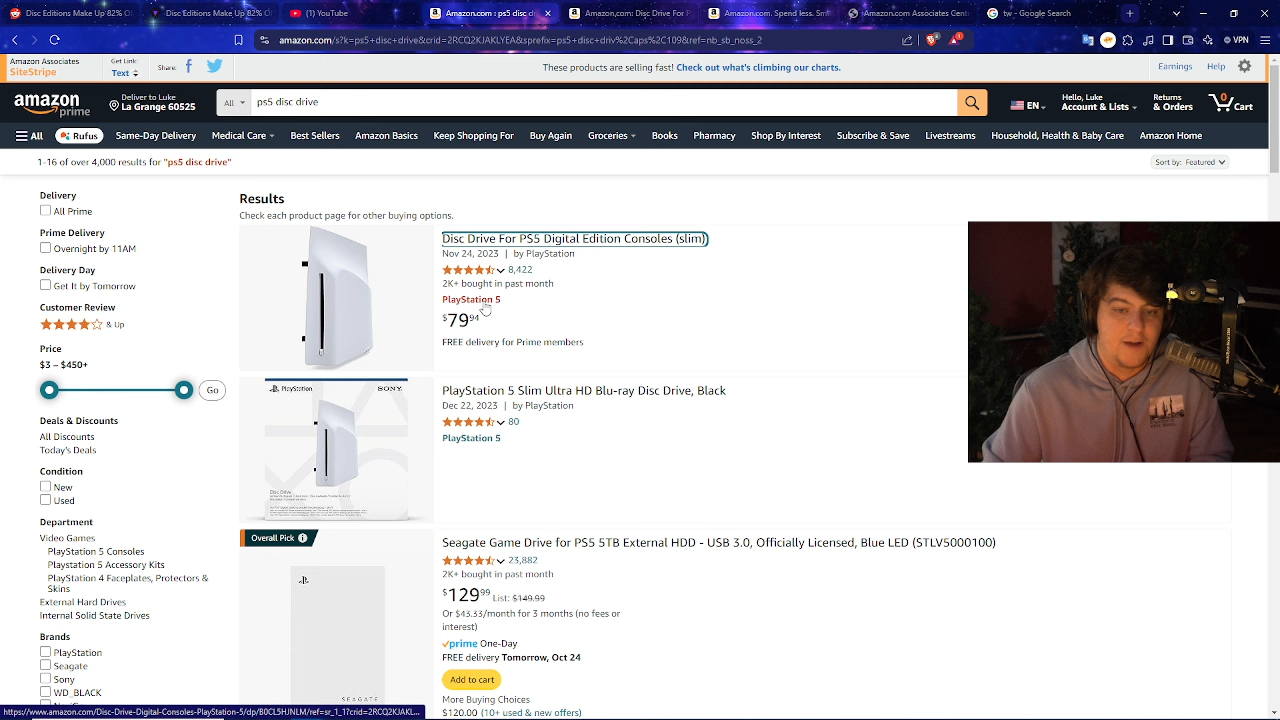 Disc Editions Make Up 82% O
Disc Editions Make Up 82% O
(1) YouTube
Amazon.com : ps5 disc d
Amazon.com: Disc Drive For P
Amazon.com. Spend less. Sm
Amazon.com Associates Cent
tw - Google Search
amazon.com/s?k=ps5+disc+drive&crid=2RCQ2KJAKLYEA&sprefix=ps5+disc+driv%2Caps%2C109&ref=nb_sb_noss_2
VPN
Amazon Associates
SiteStripe
Get Link:
Text
Share:
These products are selling fast! Check out what's climbing our charts.
Earnings
Help
amazon prime
Deliver to Luke
La Grange 60525
All
ps5 disc drive
EN
Hello, Luke
Account & Lists
Returns
& Orders
0
Cart
All
Rufus
Same-Day Delivery
Medical Care
Best Sellers
Amazon Basics
Keep Shopping For
Buy Again
Groceries
Books
Pharmacy
Shop By Interest
Subscribe & Save
Livestreams
Household, Health & Baby Care
Amazon Home
1-16 of over 4,000 results for "ps5 disc drive"
Sort by: Featured
Delivery
All Prime
Prime Delivery
Overnight by 11AM
Delivery Day
Get It by Tomorrow
Customer Review
& Up
Price
$3 – $450+
Go
Deals & Discounts
All Discounts
Today's Deals
Condition
New
Used
Department
Video Games
PlayStation 5 Consoles
Playstation 5 Accessory Kits
PlayStation 4 Faceplates, Protectors &
Skins
External Hard Drives
Internal Solid State Drives
Brands
PlayStation
Seagate
Sony
WD_BLACK
Results
Check each product page for other buying options.
Disc Drive For PS5 Digital Edition Consoles (slim)
Nov 24, 2023 | by PlayStation
8,422
2K+ bought in past month
PlayStation 5
$79 94
FREE delivery for Prime members
PlayStation
SONY
Disc Drive
PlayStation 5 Slim Ultra HD Blu-ray Disc Drive, Black
Dec 22, 2023 | by PlayStation
80
PlayStation 5
Overall Pick
SEAGATE
Seagate Game Drive for PS5 5TB External HDD - USB 3.0, Officially Licensed, Blue LED (STLV5000100)
23,882
2K+ bought in past month
$129 99 List: $149.99
Or $43.33/month for 3 months (no fees or
interest)
prime One-Day
FREE delivery Tomorrow, Oct 24
Add to cart
More Buying Choices
$120.00 (10+ used & new offers)
https://www.amazon.com/Disc-Drive-Digital-Consoles-PlayStation-5/dp/B0CL5HJNLM/ref=sr_1_1?crid=2RCQ2KJAKL...